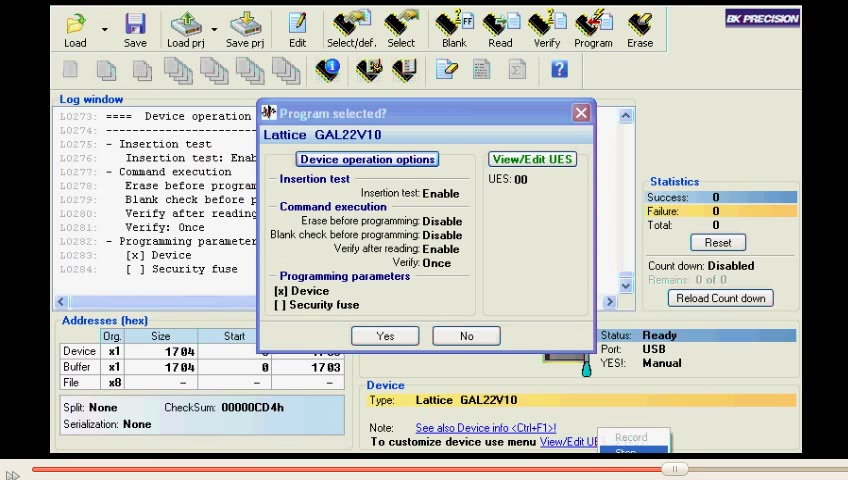 BK PRECISION
Load Save Load prj Save prj Edit Select/def. Select Blank Read Verify Program Erase
Log window
L0273: ==== Device operation
L0274: ----------------------
L0275: - Insertion test
L0276: Insertion test: Enab
L0277: - Command execution
L0278: Erase before program
L0279: Blank check before p
L0280: Verify after reading
L0281: Verify: Once
L0282: - Programming parameter
L0283: [x] Device
L0284: [ ] Security fuse
Program selected?
Lattice GAL22V10
Device operation options
Insertion test
Insertion test: Enable
Command execution
Erase before programming: Disable
Blank check before programming: Disable
Verify after reading: Enable
Verify: Once
Programming parameters
[x] Device
[ ] Security fuse
View/Edit UES
UES: 00
Yes No
Statistics
Success: 0
Failure: 0
Total: 0
Reset
Count down: Disabled
Remains: 0 of 0
Reload Count down
Addresses (hex)
Org. Size Start
Device x1 1704
Buffer x1 1704 0 1703
File x8 - - -
Split: None CheckSum: 00000CD4h
Serialization: None
Status: Ready
Port: USB
YES!: Manual
Device
Type: Lattice GAL22V10
Note: See also Device info <Ctrl+F1>!
To customize device use menu View/Edit UE
Record
Stop